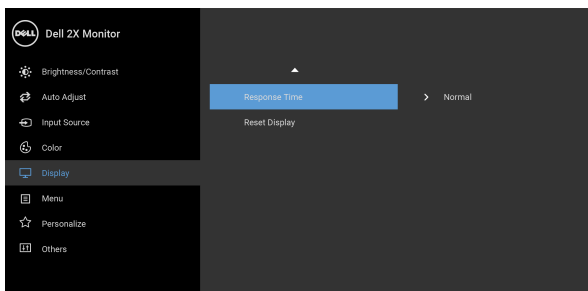 DELL
Dell 2X Monitor
Brightness/Contrast
Auto Adjust
Response Time
Normal
Input Source
Reset Display
Color
Display
Menu
Personalize
Others